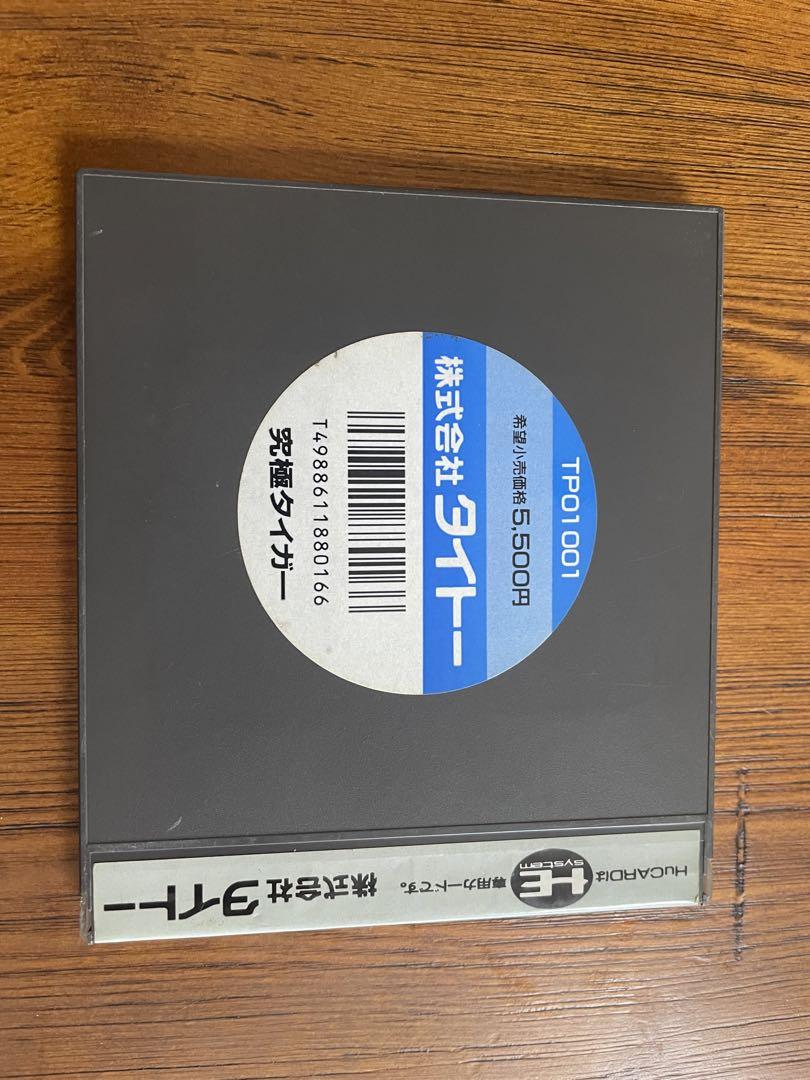 TP01001
希望小売価格5,500円
株式会社タイトー
T4988611880166
究極タイガー
HuCARDは
HE
system
専用カードです。
株式会社タイトー